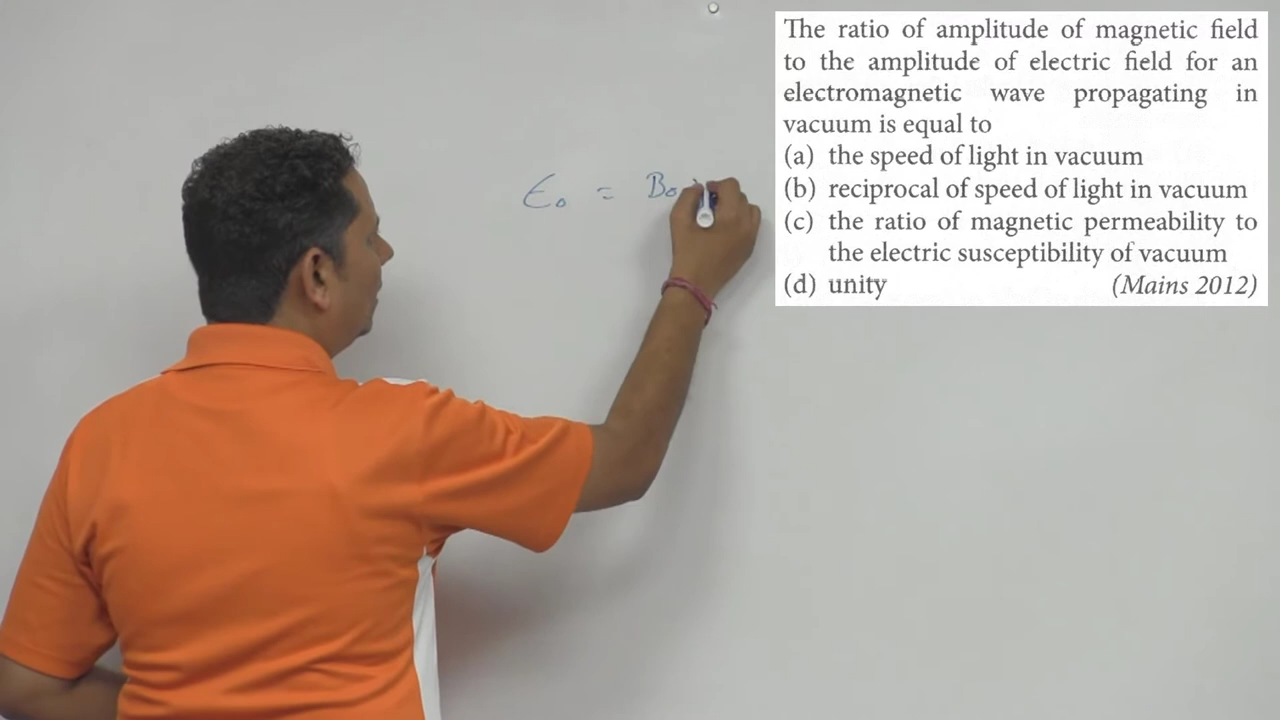 The ratio of amplitude of magnetic field
to the amplitude of electric field for an
electromagnetic wave propagating in
vacuum is equal to
(a) the speed of light in vacuum
(b) reciprocal of speed of light in vacuum
(c) the ratio of magnetic permeability to
the electric susceptibility of vacuum
(d) unity (Mains 2012)
E₀ = B₀